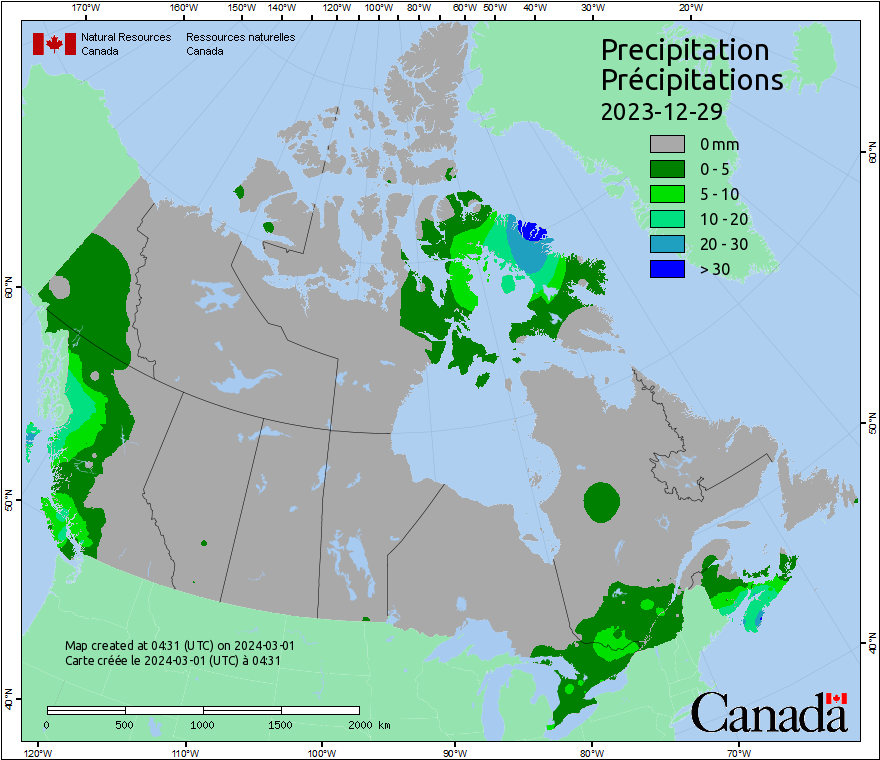 170°W 160°W 150°W 140°W 120°W 100°W 80°W 60°W 50°W 40°W 30°W 20°W
Natural Resources Ressources naturelles
Canada Canada
Precipitation
Précipitations
2023-12-29
0 mm
0 - 5
5 - 10
10 - 20
20 - 30
> 30
60°N
60°N
50°N
50°N
40°N
40°N
Map created at 04:31 (UTC) on 2024-03-01
Carte créée le 2024-03-01 (UTC) à 04:31
0 500 1000 1500 2000 km
Canada
120°W 110°W 100°W 90°W 80°W 70°W